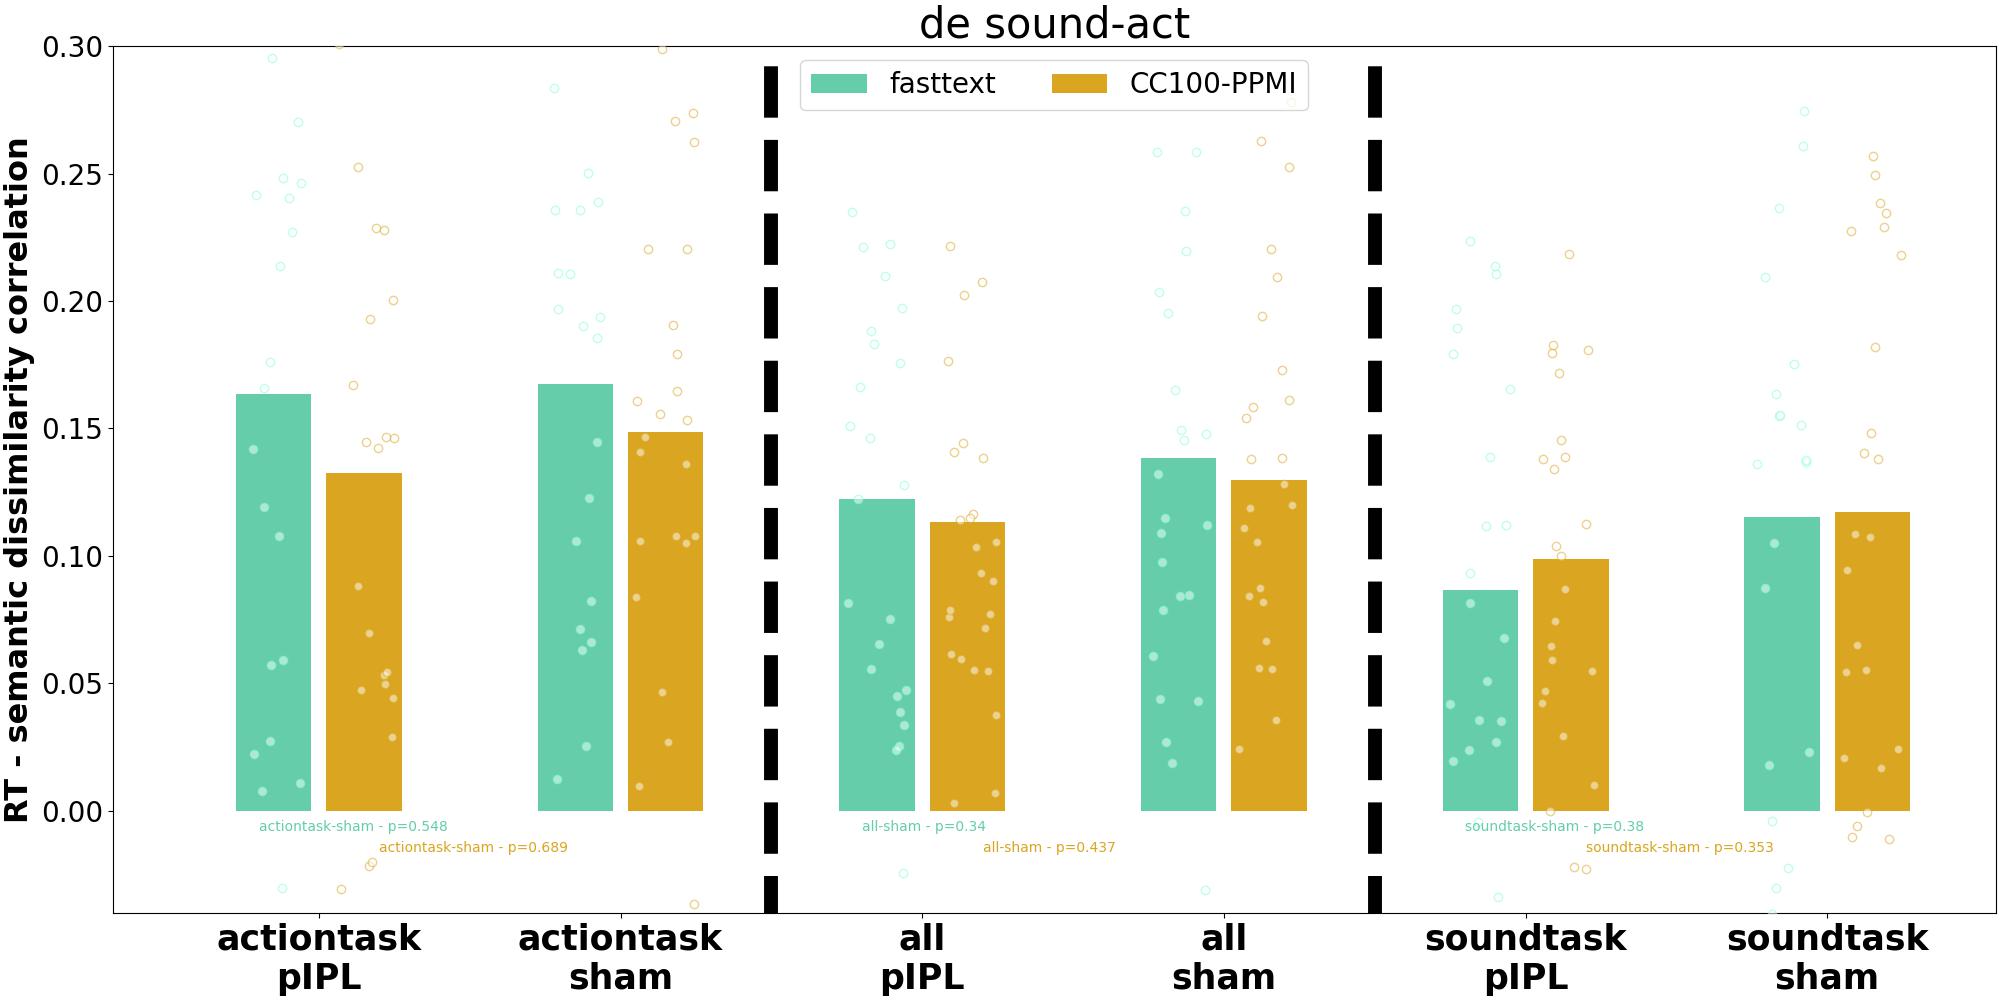 de sound-act
fasttext
CC100-PPMI
RT - semantic dissimilarity correlation
0.30
0.25
0.20
0.15
0.10
0.05
0.00
actiontask-sham - p=0.548
actiontask-sham - p=0.689
all-sham - p=0.34
all-sham - p=0.437
soundtask-sham - p=0.38
soundtask-sham - p=0.353
actiontask
pIPL
actiontask
sham
all
pIPL
all
sham
soundtask
pIPL
soundtask
sham